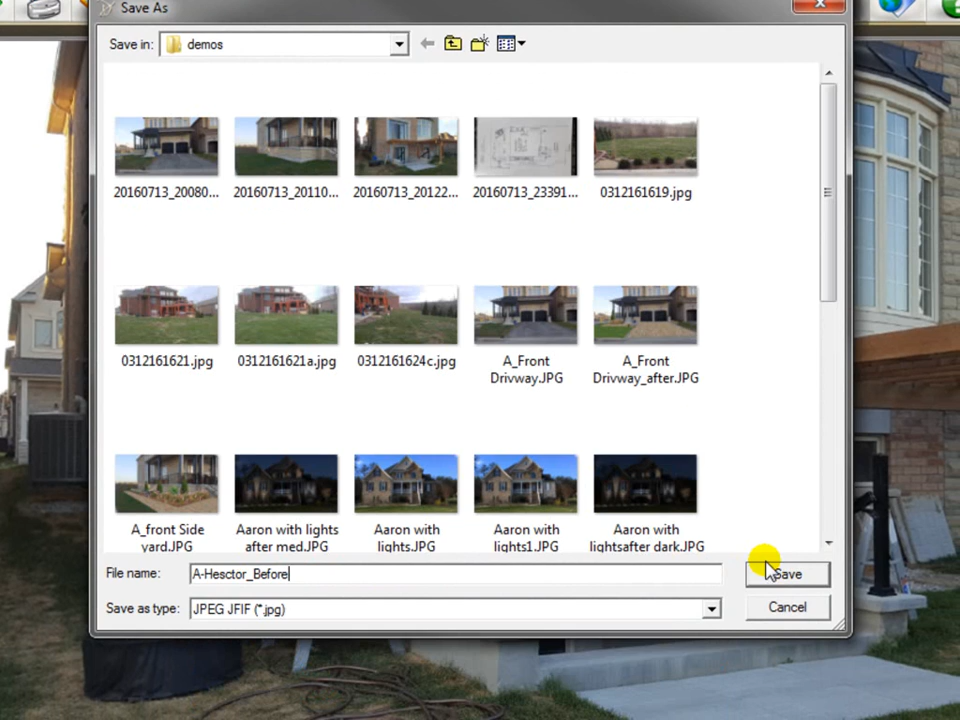 Save As
Save in:
demos
20160713_20080...
20160713_20110...
20160713_20122...
20160713_23391...
0312161619.jpg
0312161621.jpg
0312161621a.jpg
0312161624c.jpg
A_Front
Drivway.JPG
A_Front
Drivway_after.JPG
A_front Side
yard.JPG
Aaron with lights
after med.JPG
Aaron with
lights.JPG
Aaron with
lights1.JPG
Aaron with
lightsafter dark.JPG
File name:
A-Hesctor_Before
Save
Save as type:
JPEG JFIF (*.jpg)
Cancel